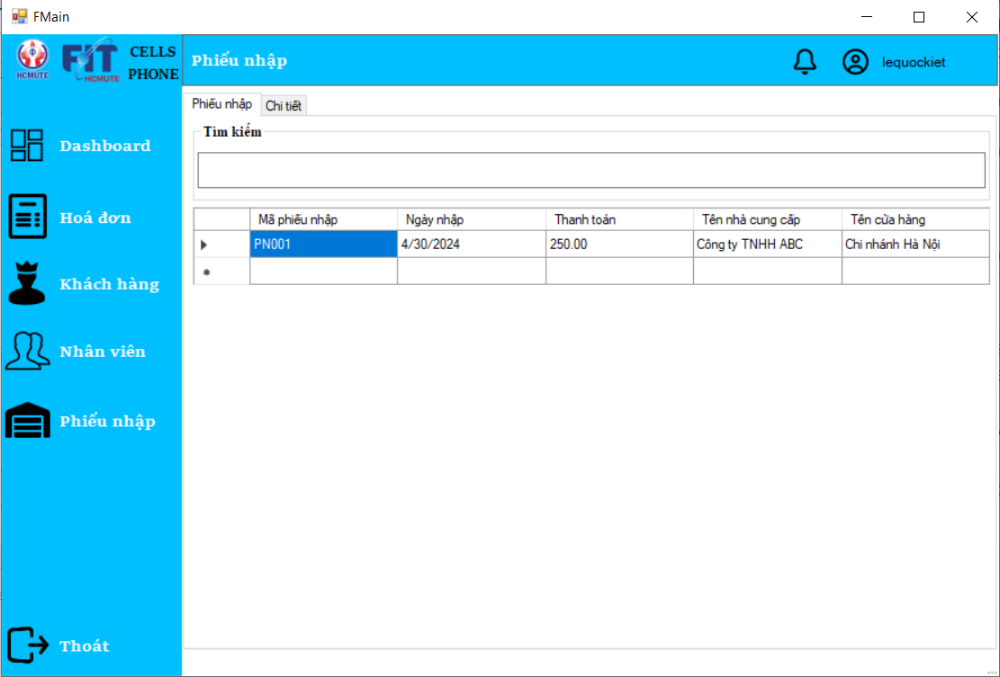 FMain
HCMUTE
FIT
HCMUTE
CELLS
PHONE
Phiếu nhập
lequockiet
Dashboard
Hoá đơn
Khách hàng
Nhân viên
Phiếu nhập
Thoát
Phiếu nhập Chi tiết
Tìm kiếm
Mã phiếu nhập Ngày nhập Thanh toán Tên nhà cung cấp Tên cửa hàng
PN001 4/30/2024 250.00 Công ty TNHH ABC Chi nhánh Hà Nội